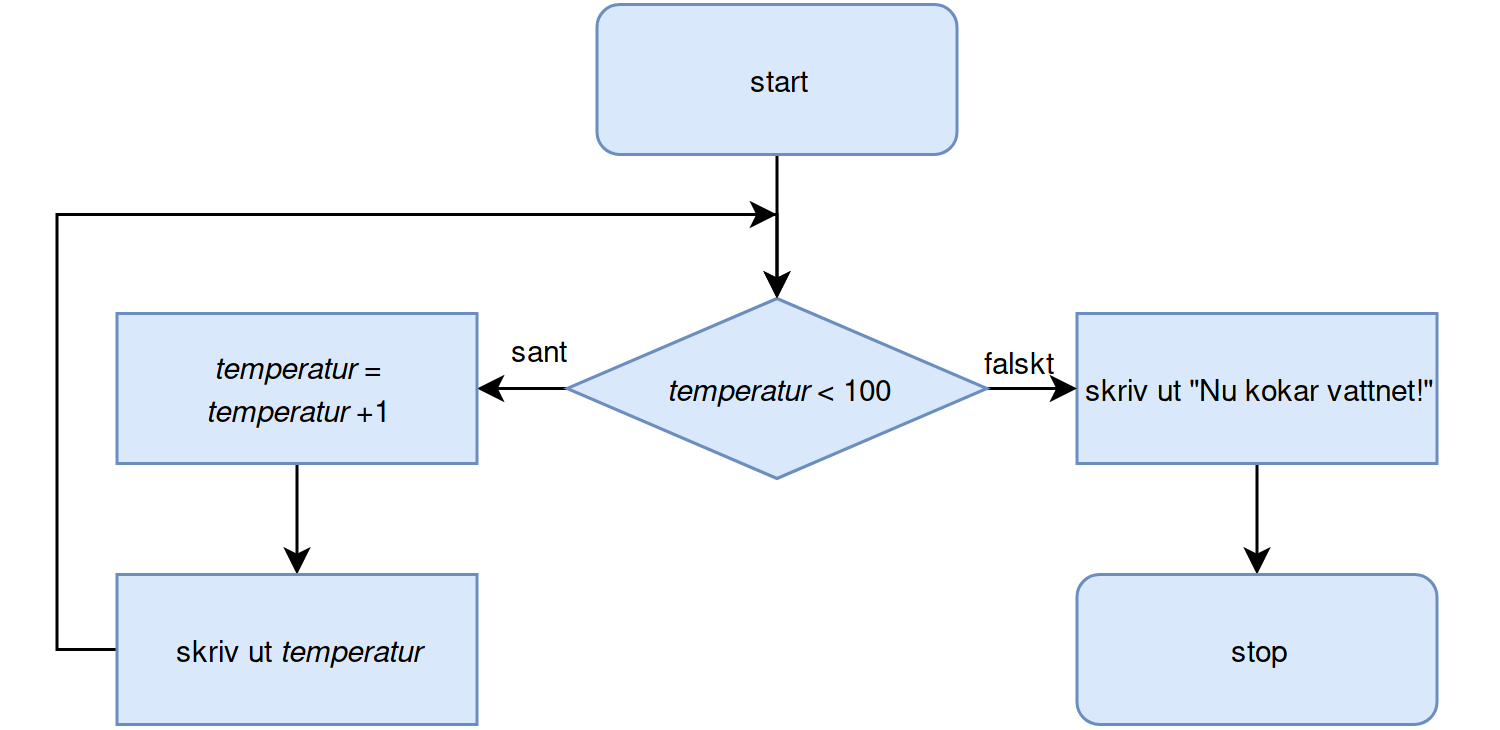 start
sant
falskt
temperatur =
temperatur +1
temperatur < 100
skriv ut "Nu kokar vattnet!"
skriv ut temperatur
stop